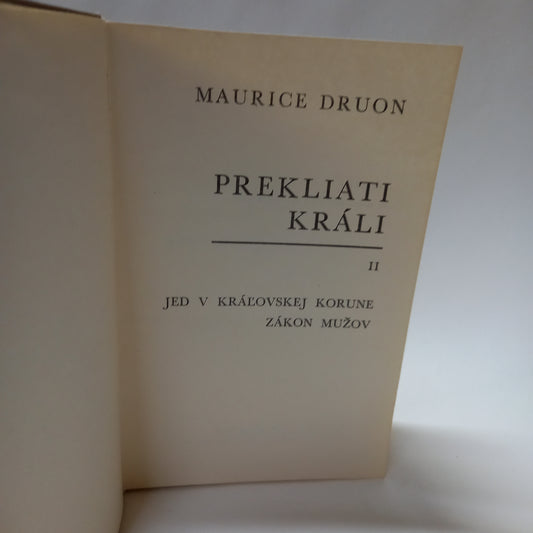 MAURICE DRUON
PREKLIATI
KRÁLI
II
JED V KRÁĽOVSKEJ KORUNE
ZÁKON MUŽOV